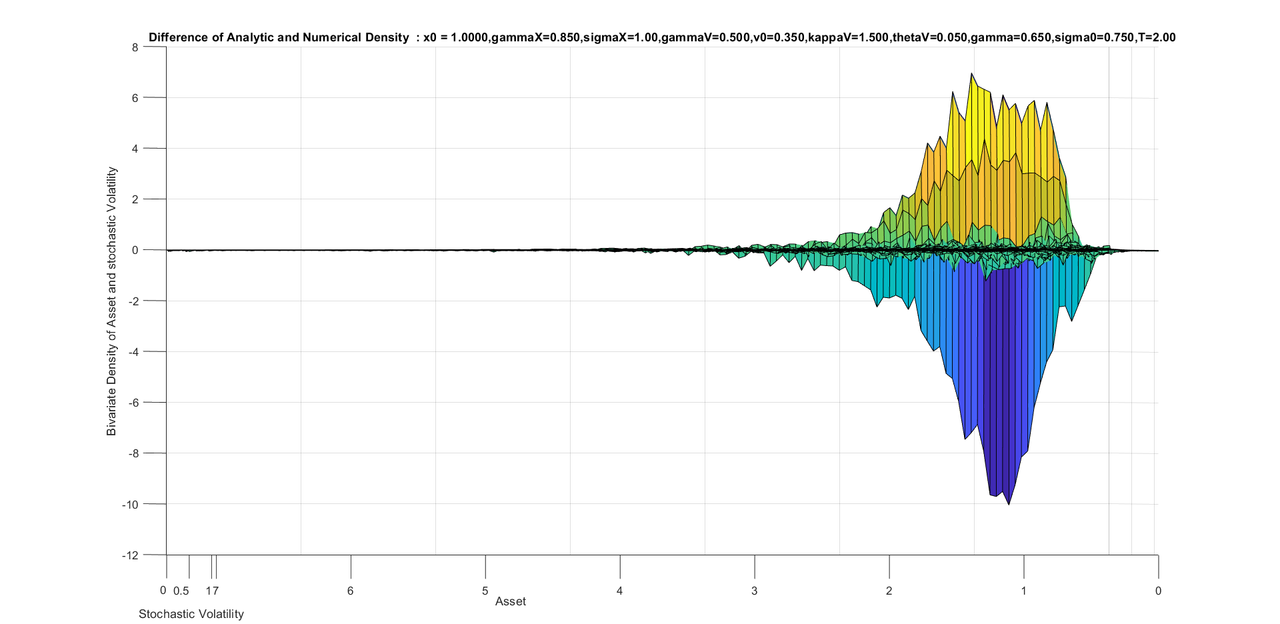 Difference of Analytic and Numerical Density : x0 = 1.0000,gammaX=0.850,sigmaX=1.00,gammaV=0.500,v0=0.350,kappaV=1.500,thetaV=0.050,gamma=0.650,sigma0=0.750,T=2.00
8
6
4
2
0
-2
-4
-6
-8
-10
-12
Bivariate Density of Asset and stochastic Volatility
0 0.5 1 7 6 5 4 3 2 1 0
Asset
Stochastic Volatility